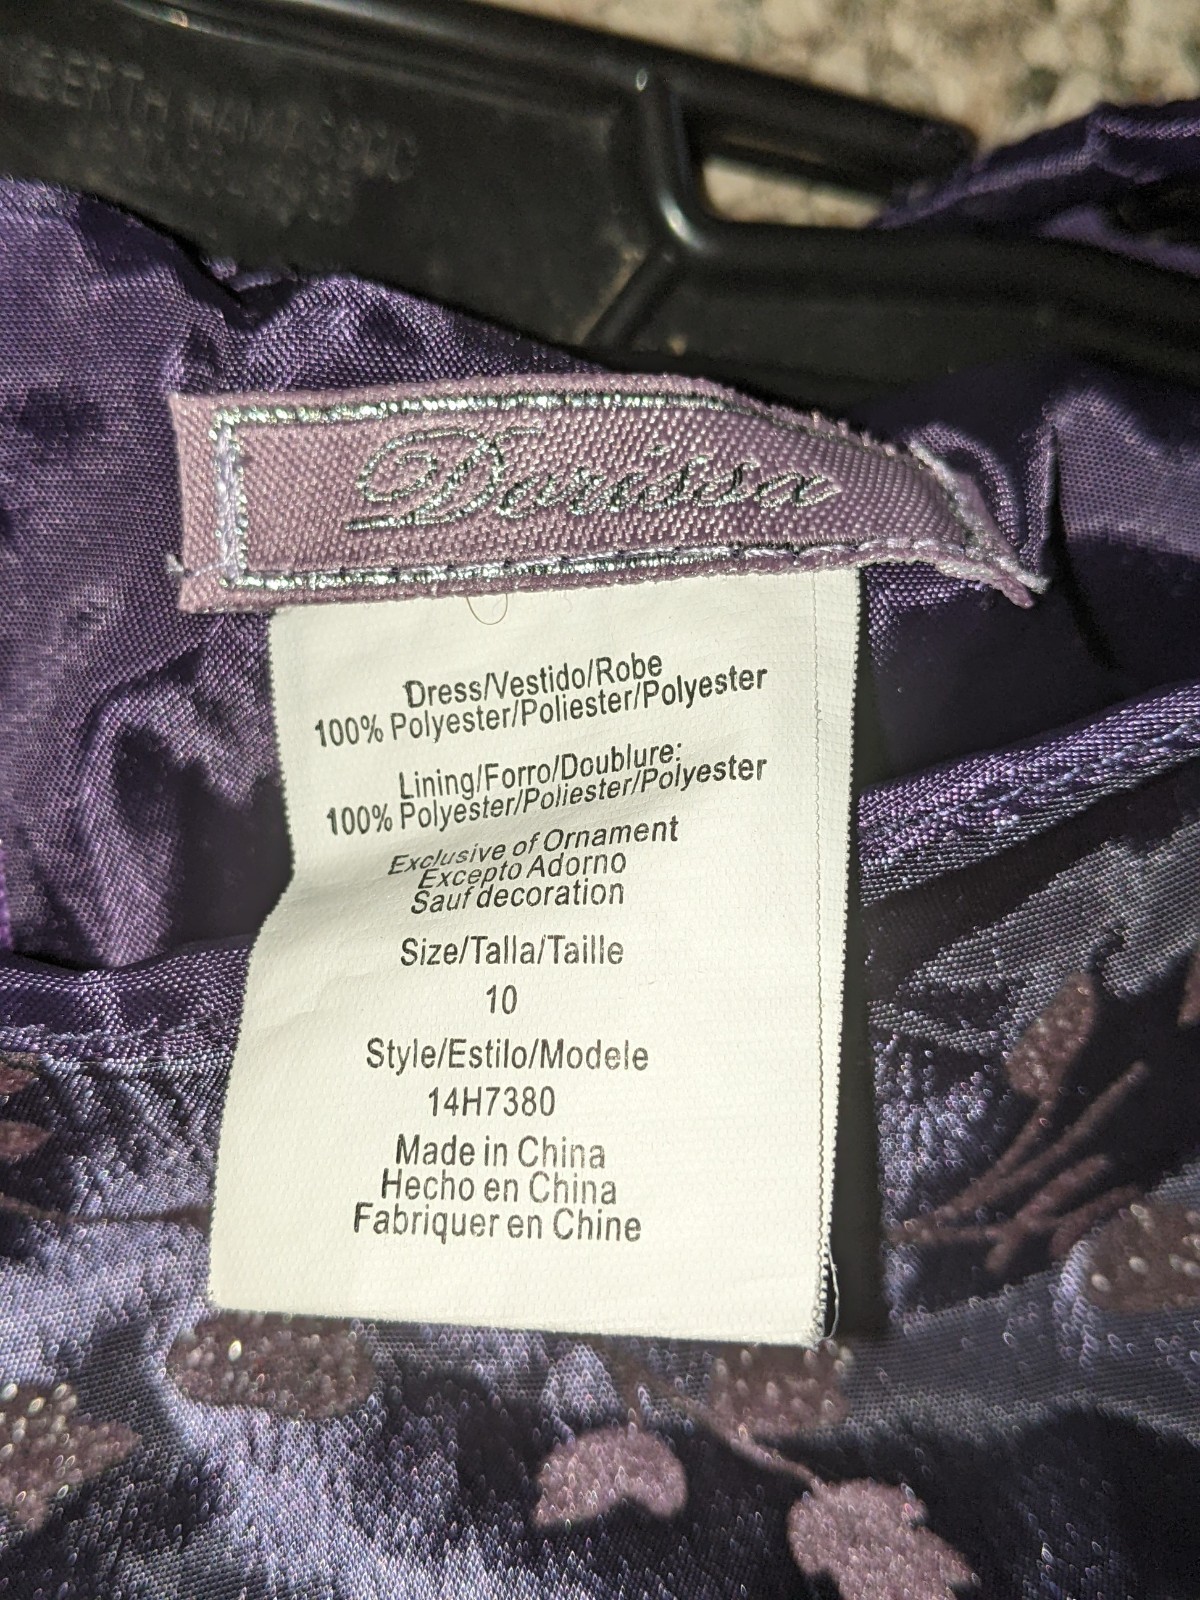 Dorissa
Dress/Vestido/Robe
100% Polyester/Poliester/Polyester
Lining/Forro/Doublure:
100% Polyester/Poliester/Polyester
Exclusive of Ornament
Excepto Adorno
Sauf decoration
Size/Talla/Taille
10
Style/Estilo/Modele
14H7380
Made in China
Hecho en China
Fabriquer en Chine